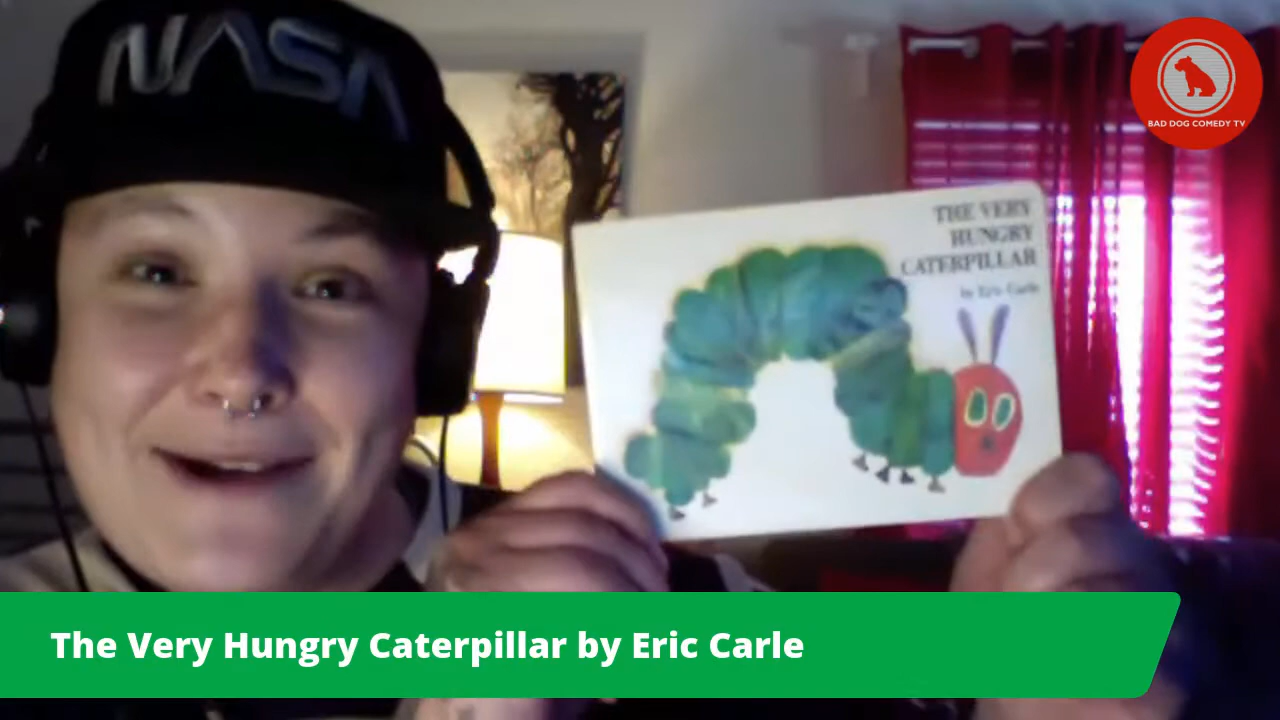 NASA
BAD DOG COMEDY TV
THE VERY
HUNGRY
CATERPILLAR
by Eric Carle
The Very Hungry Caterpillar by Eric Carle